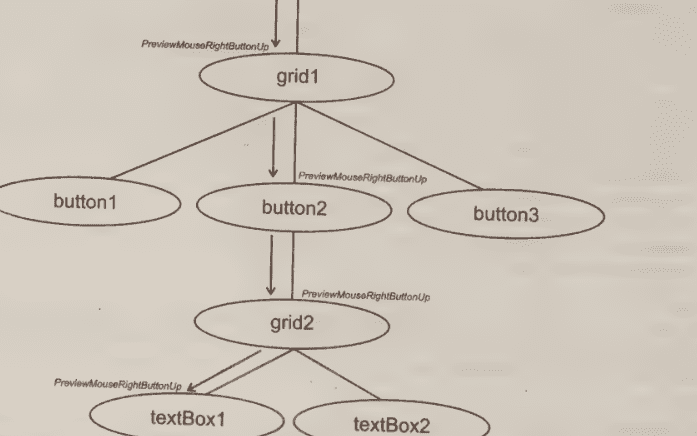 PreviewMouseRightButtonUp
grid1
PreviewMouseRightButtonUp
button1
button2
button3
PreviewMouseRightButtonUp
grid2
PreviewMouseRightButtonUp
textBox1
textBox2